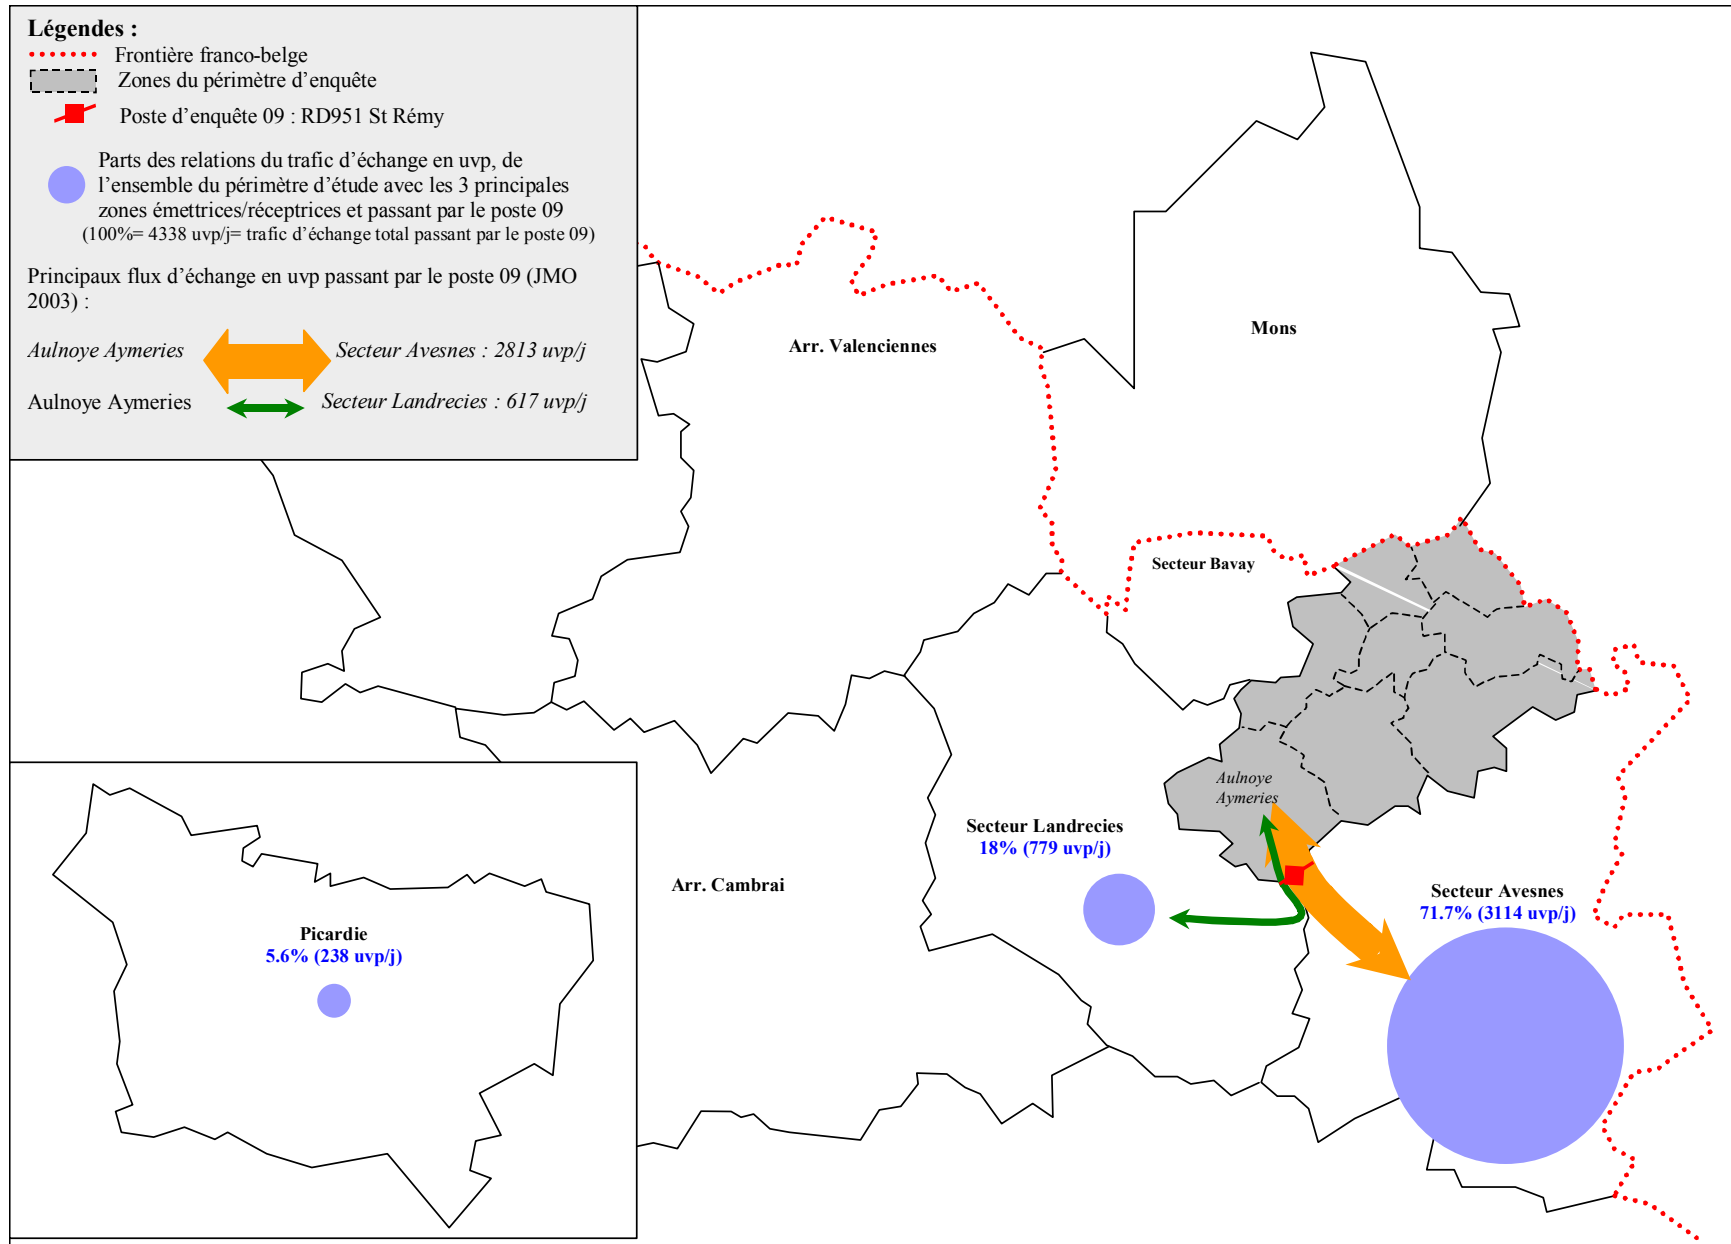 Légendes :
Frontière franco-belge
Zones du périmètre d’enquête
Poste d’enquête 09 : RD951 St Rémy
Parts des relations du trafic d’échange en uvp, de
l’ensemble du périmètre d’étude avec les 3 principales
zones émettrices/réceptrices et passant par le poste 09
(100%= 4338 uvp/j= trafic d’échange total passant par le poste 09)
Principaux flux d’échange en uvp passant par le poste 09 (JMO
2003) :
Aulnoye Aymeries Secteur Avesnes : 2813 uvp/j
Aulnoye Aymeries Secteur Landrecies : 617 uvp/j
Mons
Arr. Valenciennes
Secteur Bavay
Aulnoye
Aymeries
Secteur Landrecies
18% (779 uvp/j)
Arr. Cambrai
Secteur Avesnes
71.7% (3114 uvp/j)
Picardie
5.6% (238 uvp/j)